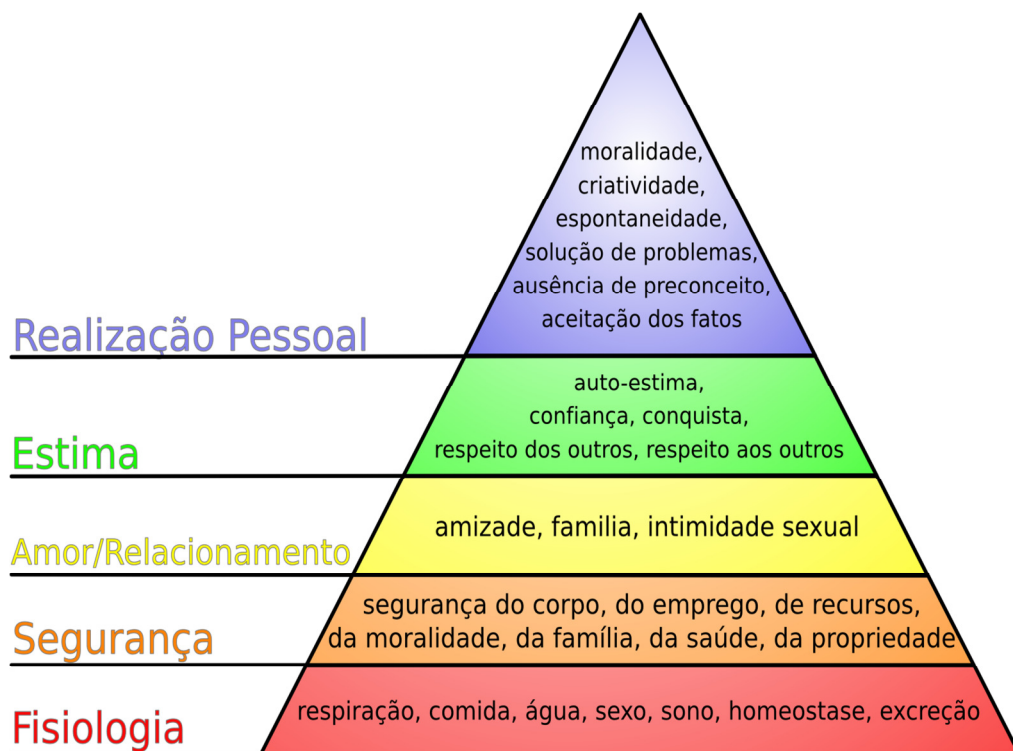 moralidade,
criatividade,
espontaneidade,
solução de problemas,
ausência de preconceito,
aceitação dos fatos
Realização Pessoal
auto-estima,
confiança, conquista,
respeito dos outros, respeito aos outros
Estima
amizade, familia, intimidade sexual
Amor/Relacionamento
segurança do corpo, do emprego, de recursos,
da moralidade, da família, da saúde, da propriedade
Segurança
respiração, comida, água, sexo, sono, homeostase, excreção
Fisiologia